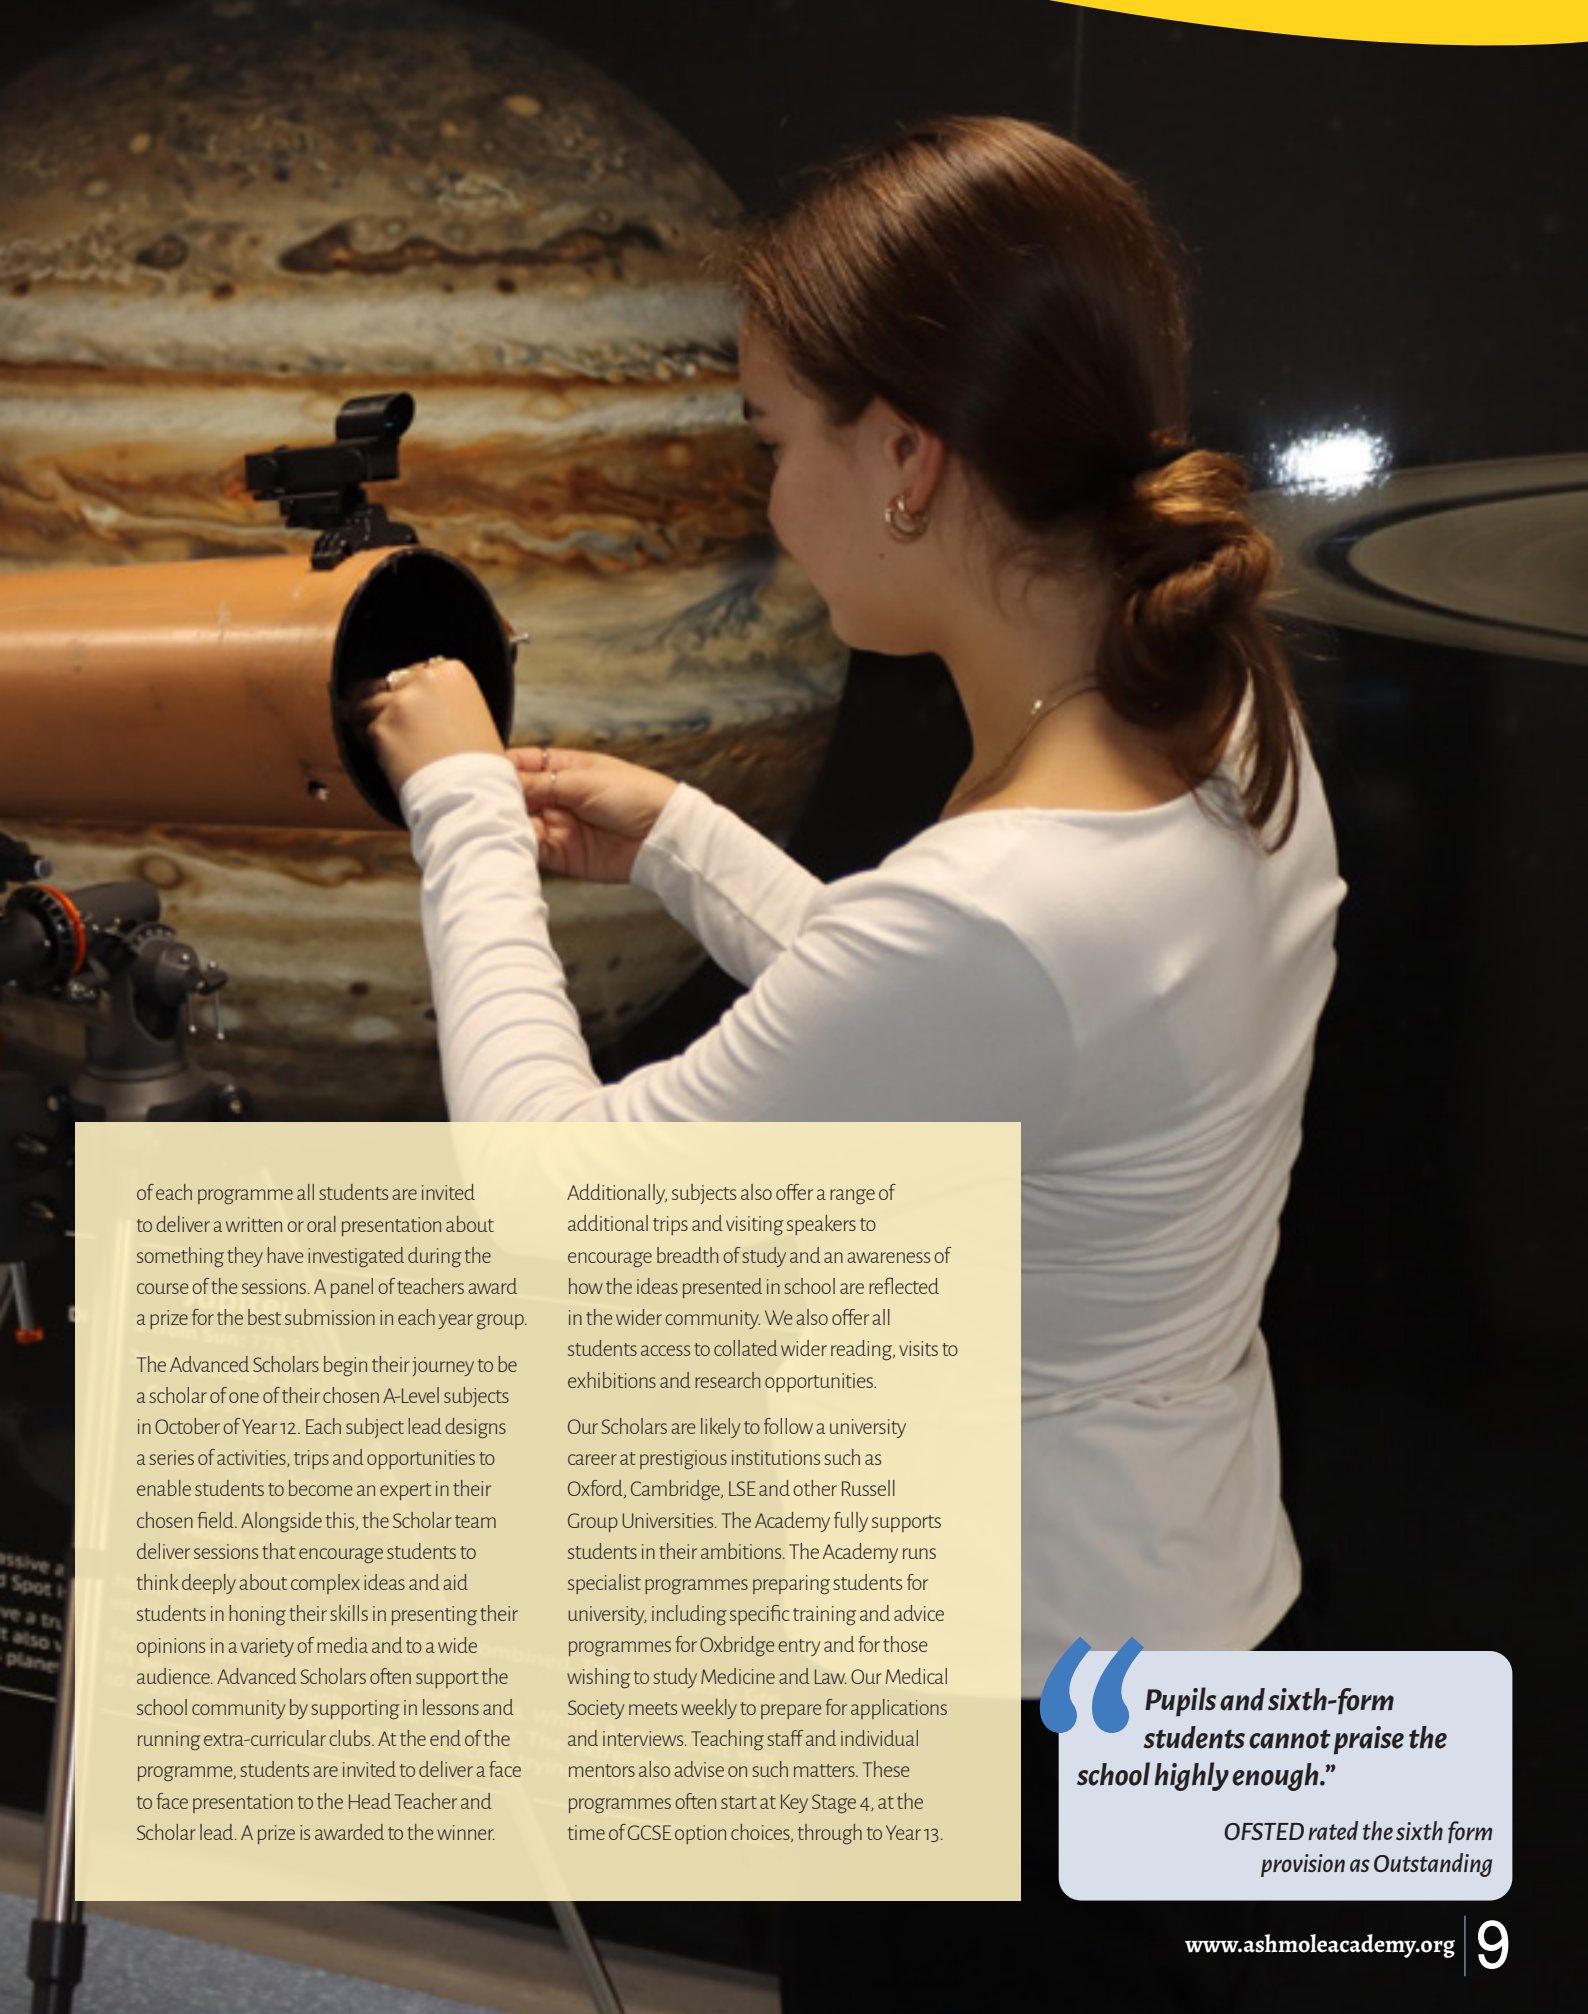 of each programme all students are invited
to deliver a written or oral presentation about
something they have investigated during the
course of the sessions. A panel of teachers award
a prize for the best submission in each year group.
The Advanced Scholars begin their journey to be
a scholar of one of their chosen A-Level subjects
in October of Year 12. Each subject lead designs
a series of activities, trips and opportunities to
enable students to become an expert in their
chosen field. Alongside this, the Scholar team
deliver sessions that encourage students to
think deeply about complex ideas and aid
students in honing their skills in presenting their
opinions in a variety of media and to a wide
audience. Advanced Scholars often support the
school community by supporting in lessons and
running extra-curricular clubs. At the end of the
programme, students are invited to deliver a face
to face presentation to the Head Teacher and
Scholar lead. A prize is awarded to the winner.
Additionally, subjects also offer a range of
additional trips and visiting speakers to
encourage breadth of study and an awareness of
how the ideas presented in school are reflected
in the wider community. We also offer all
students access to collated wider reading, visits to
exhibitions and research opportunities.
Our Scholars are likely to follow a university
career at prestigious institutions such as
Oxford, Cambridge, LSE and other Russell
Group Universities. The Academy fully supports
students in their ambitions. The Academy runs
specialist programmes preparing students for
university, including specific training and advice
programmes for Oxbridge entry and for those
wishing to study Medicine and Law. Our Medical
Society meets weekly to prepare for applications
and interviews. Teaching staff and individual
mentors also advise on such matters. These
programmes often start at Key Stage 4, at the
time of GCSE option choices, through to Year 13.
“Pupils and sixth-form
students cannot praise the
school highly enough.”
OFSTED rated the sixth form
provision as Outstanding
www.ashmoleacademy.org | 9